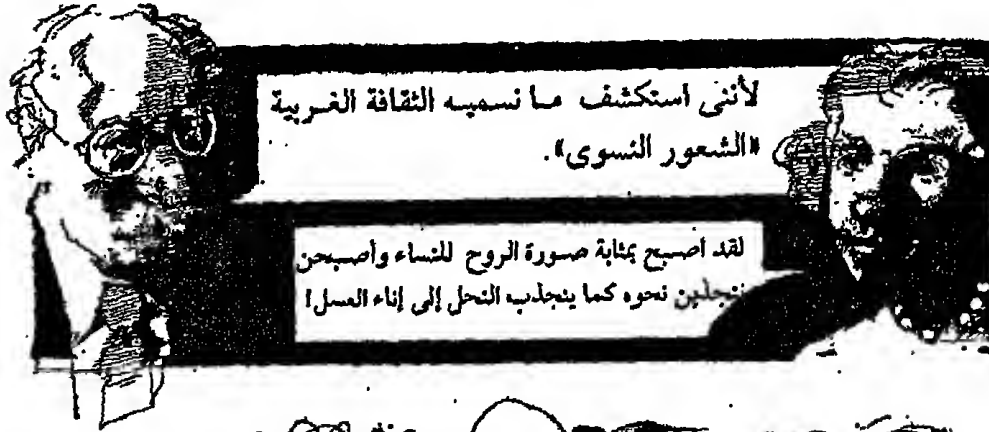 لأننى استكشف ما نسميه الثقافة الغربية
«الشعور النسوى».
لقد أصبح بمثابة صورة الروح للنساء وأصبحن
ينجذبن نحوه كما ينجذب النحل إلى إناء العسل!